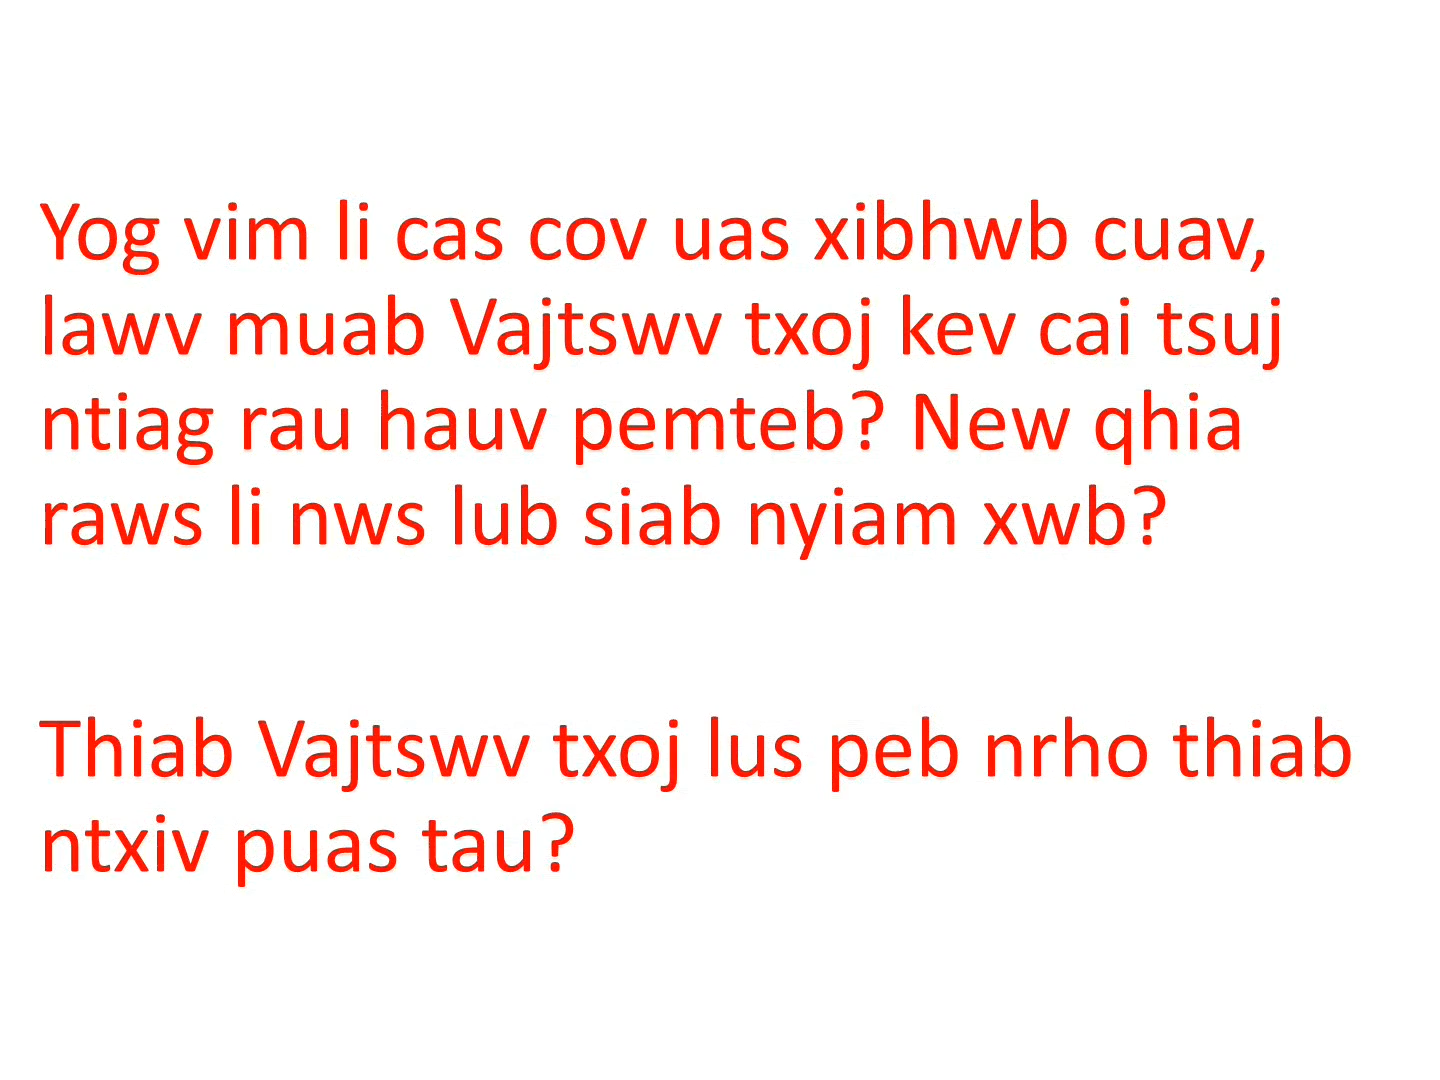 Yog vim li cas cov uas xibhwb cuav,
lawv muab Vajtswv txoj kev cai tsuj
ntiag rau hauv pemteb? New qhia
raws li nws lub siab nyiam xwb?
Thiab Vajtswv txoj lus peb nrho thiab
ntxiv puas tau?